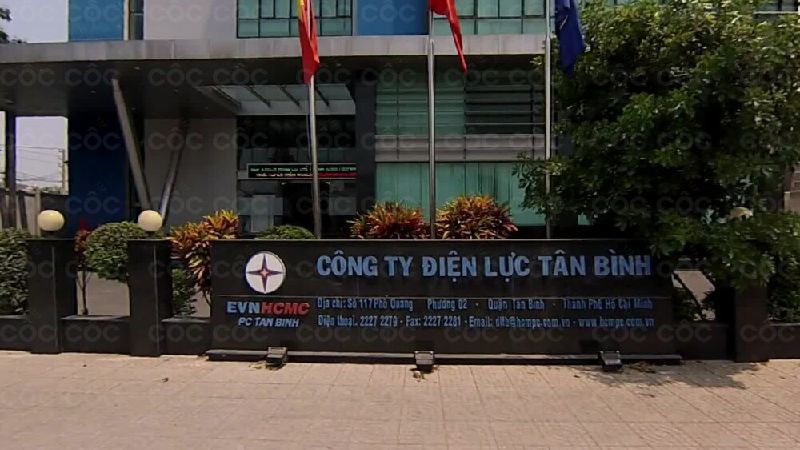 CÔNG TY ĐIỆN LỰC TÂN BÌNH
EVNHCMC
PC TAN BINH
Địa chỉ: Số 117 Phổ Quang Phường 02 - Quận Tân Bình - Thành Phố Hồ Chí Minh
Điện thoại: 2227 2279 - Fax: 2227 2281 - Email: dltb@hcmpc.com.vn - www.hcmpc.com.vn